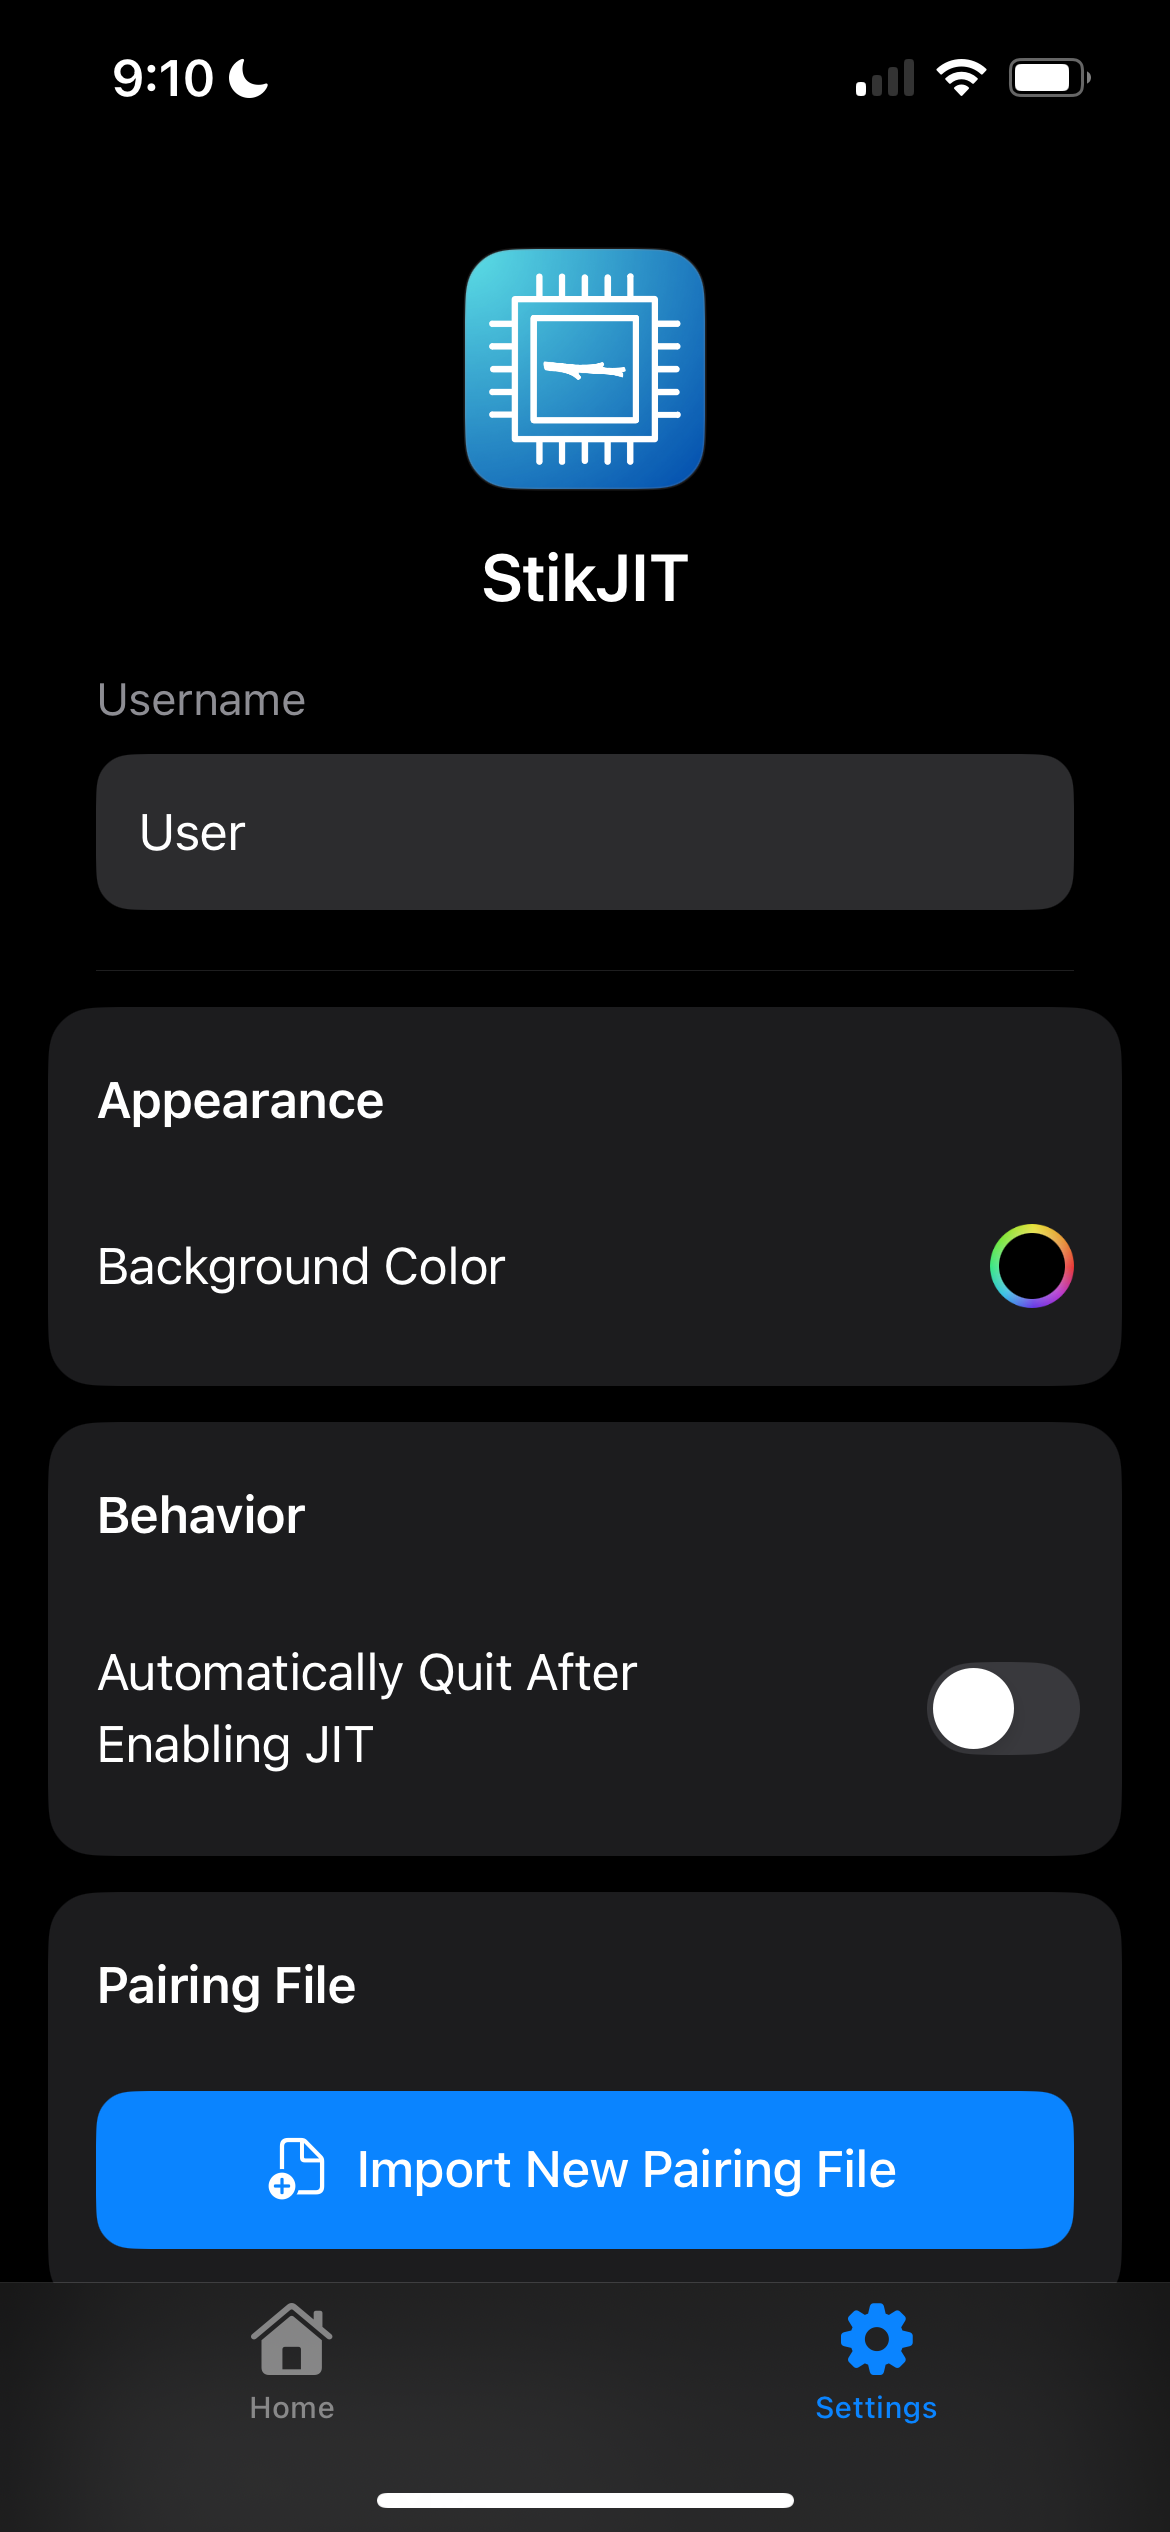 9:10
StikJIT
Username
User
Appearance
Background Color
Behavior
Automatically Quit After
Enabling JIT
Pairing File
Import New Pairing File
Home
Settings